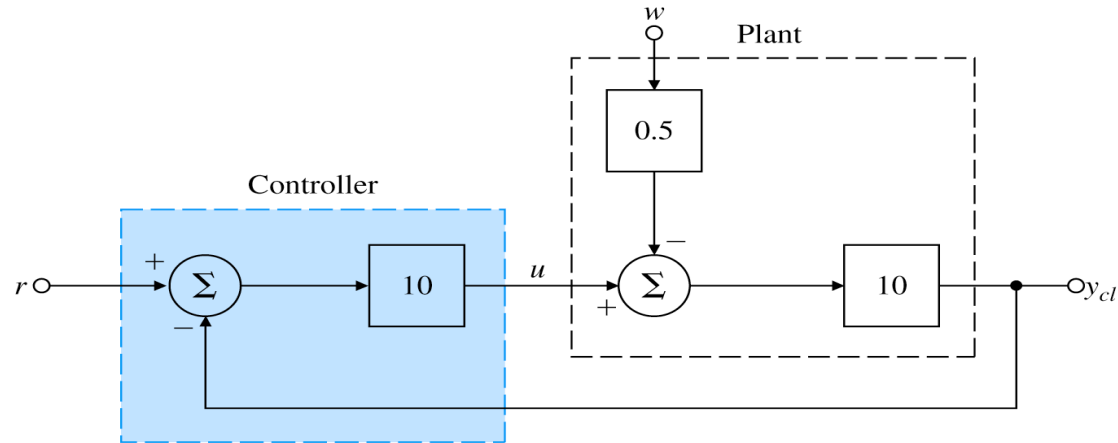 w
Plant
0.5
Controller
−
+
Σ
10
u
Σ
10
r
y_cl
−
+